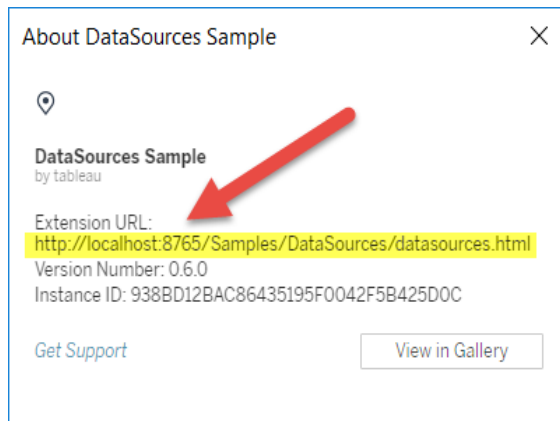 About DataSources Sample
DataSources Sample
by tableau
Extension URL:
http://localhost:8765/Samples/DataSources/datasources.html
Version Number: 0.6.0
Instance ID: 938BD12BAC86435195F0042F5B425D0C
Get Support
View in Gallery